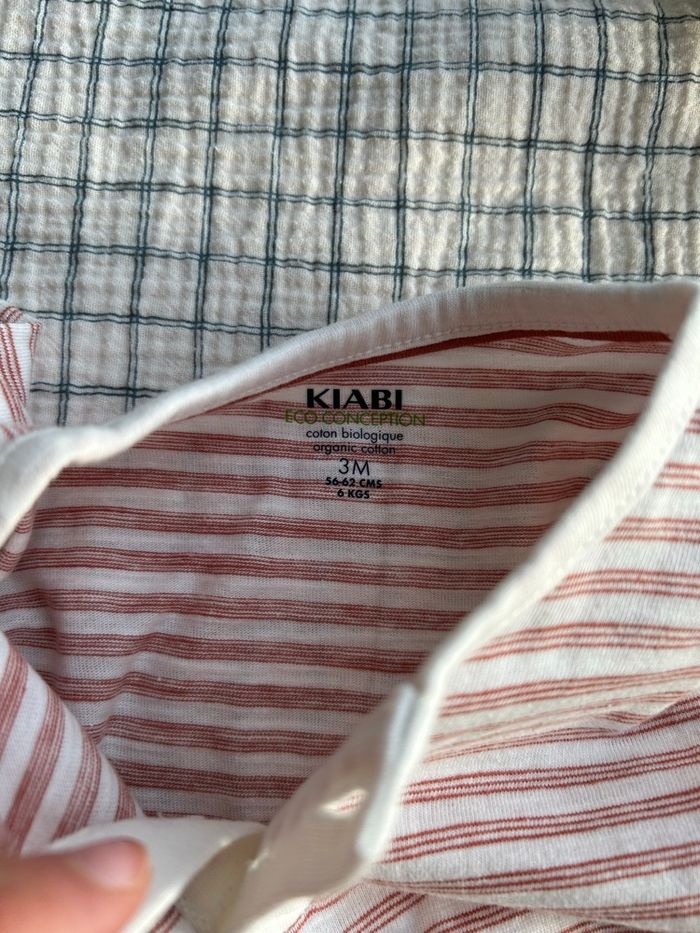 KIABI
ECO CONCEPTION
coton biologique
organic cotton
3M
56-62 CMS
6 KGS